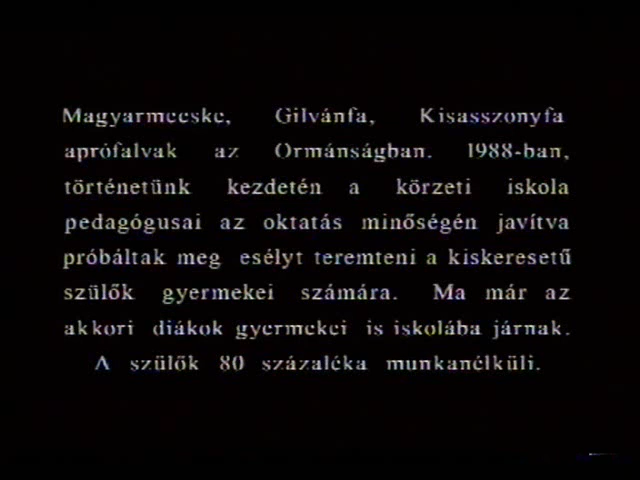 Magyarmecske, Gilvánfa, Kisasszonyfa
aprófalvak az Ormánságban. 1988-ban,
történetünk kezdetén a körzeti iskola
pedagógusai az oktatás minőségén javítva
próbáltak meg esélyt teremteni a kiskeresetű
szülők gyermekei számára. Ma már az
akkori diákok gyermekei is iskolába járnak.
A szülők 80 százaléka munkanélküli.